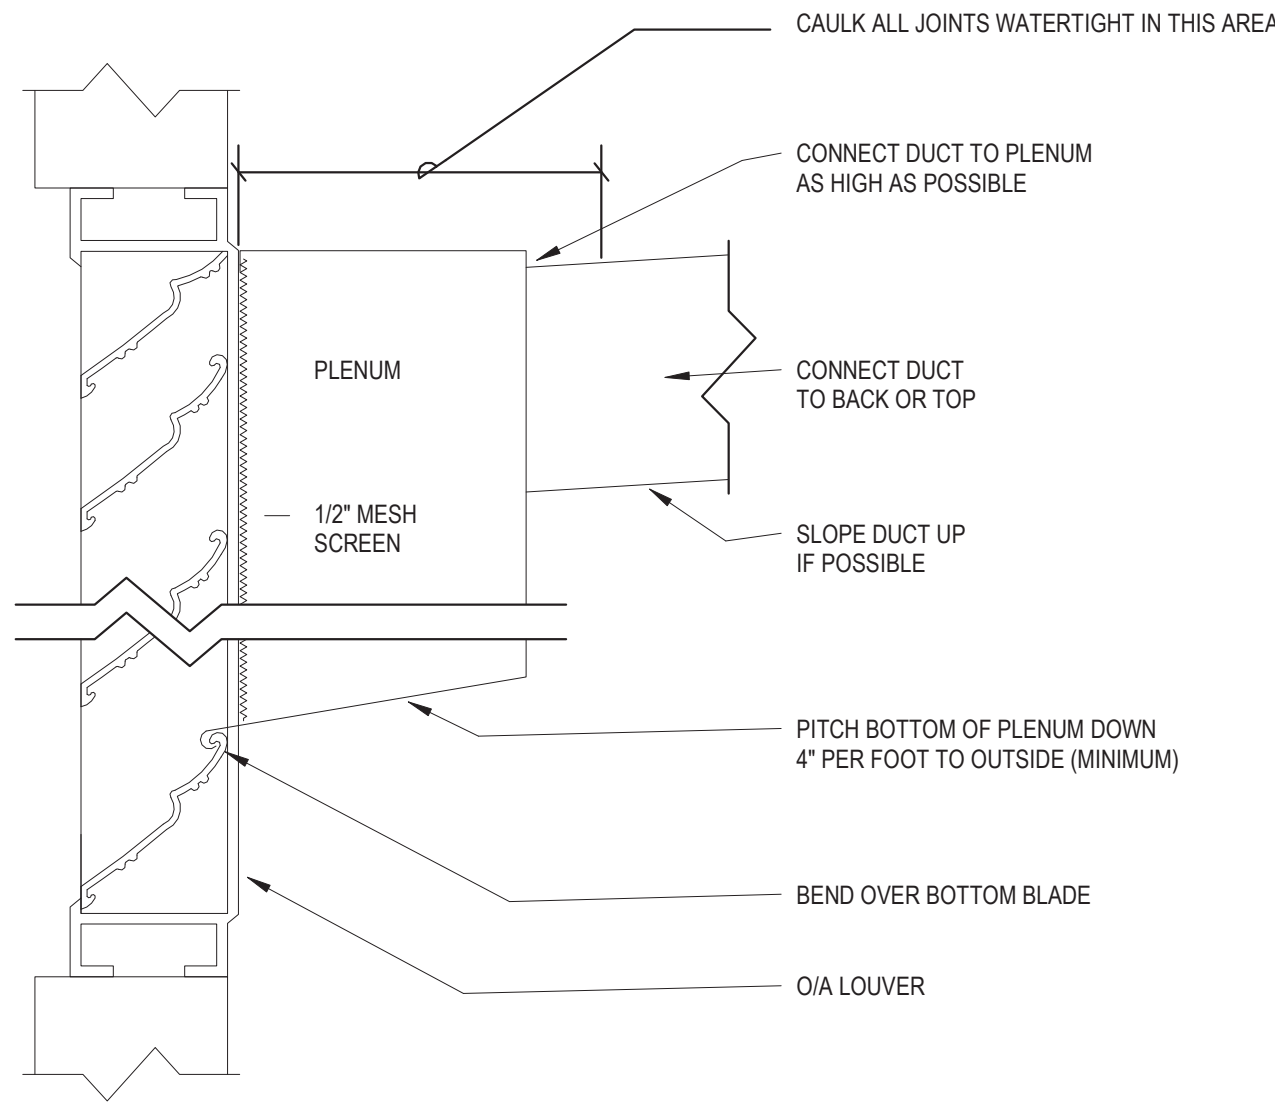 CAULK ALL JOINTS WATERTIGHT IN THIS AREA
CONNECT DUCT TO PLENUM
AS HIGH AS POSSIBLE
PLENUM
CONNECT DUCT
TO BACK OR TOP
1/2" MESH
SCREEN
SLOPE DUCT UP
IF POSSIBLE
PITCH BOTTOM OF PLENUM DOWN
4" PER FOOT TO OUTSIDE (MINIMUM)
BEND OVER BOTTOM BLADE
O/A LOUVER